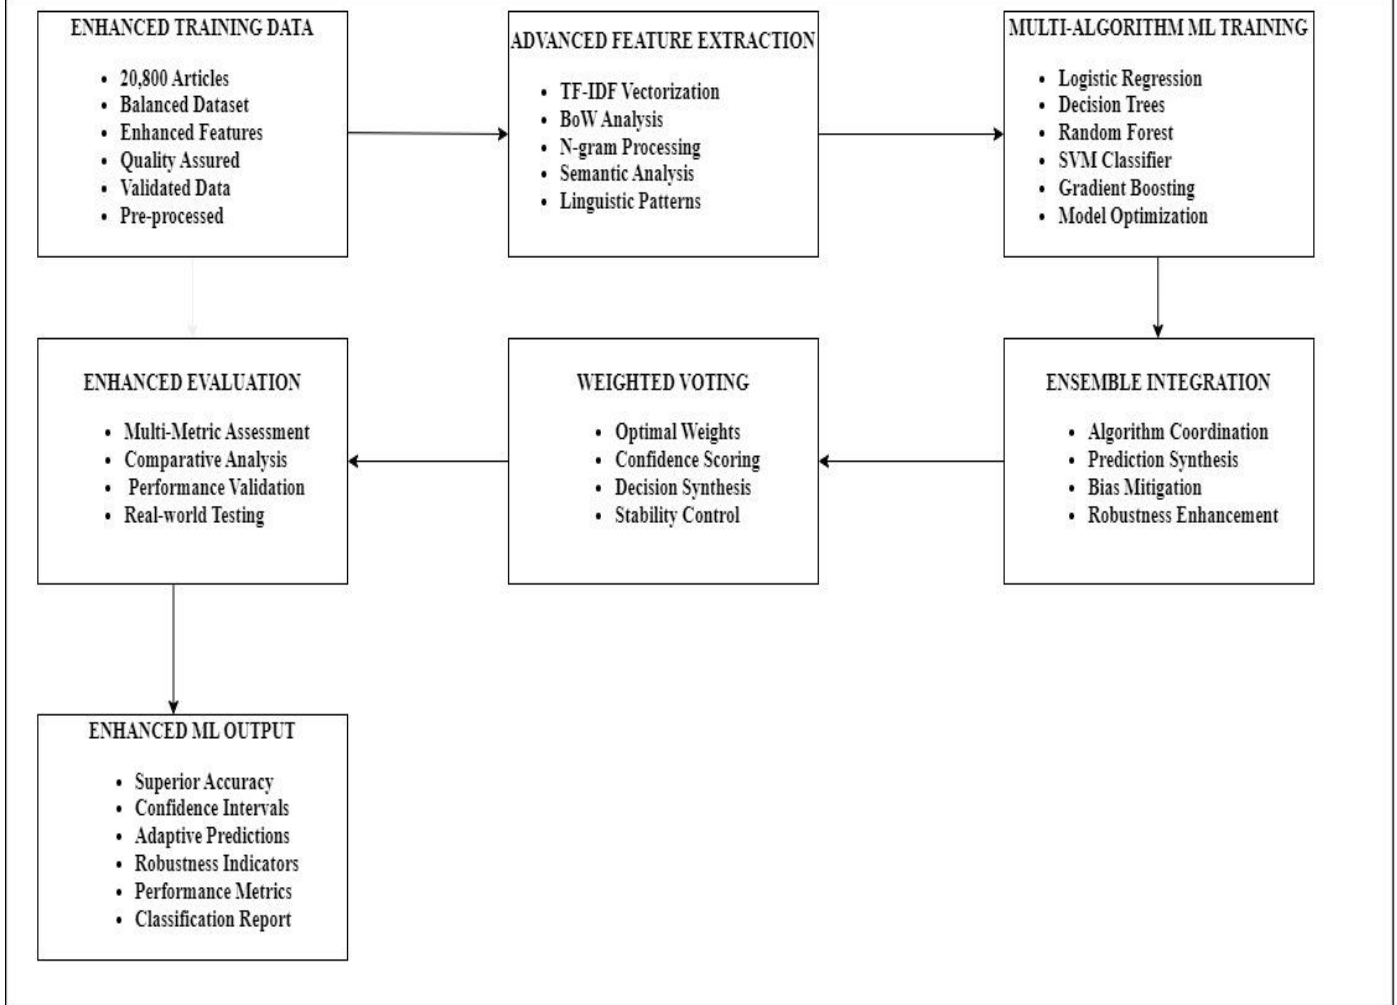 ENHANCED TRAINING DATA
• 20,800 Articles
• Balanced Dataset
• Enhanced Features
• Quality Assured
• Validated Data
• Pre-processed
ADVANCED FEATURE EXTRACTION
• TF-IDF Vectorization
• BoW Analysis
• N-gram Processing
• Semantic Analysis
• Linguistic Patterns
MULTI-ALGORITHM ML TRAINING
• Logistic Regression
• Decision Trees
• Random Forest
• SVM Classifier
• Gradient Boosting
• Model Optimization
ENSEMBLE INTEGRATION
• Algorithm Coordination
• Prediction Synthesis
• Bias Mitigation
• Robustness Enhancement
WEIGHTED VOTING
• Optimal Weights
• Confidence Scoring
• Decision Synthesis
• Stability Control
ENHANCED EVALUATION
• Multi-Metric Assessment
• Comparative Analysis
• Performance Validation
• Real-world Testing
ENHANCED ML OUTPUT
• Superior Accuracy
• Confidence Intervals
• Adaptive Predictions
• Robustness Indicators
• Performance Metrics
• Classification Report